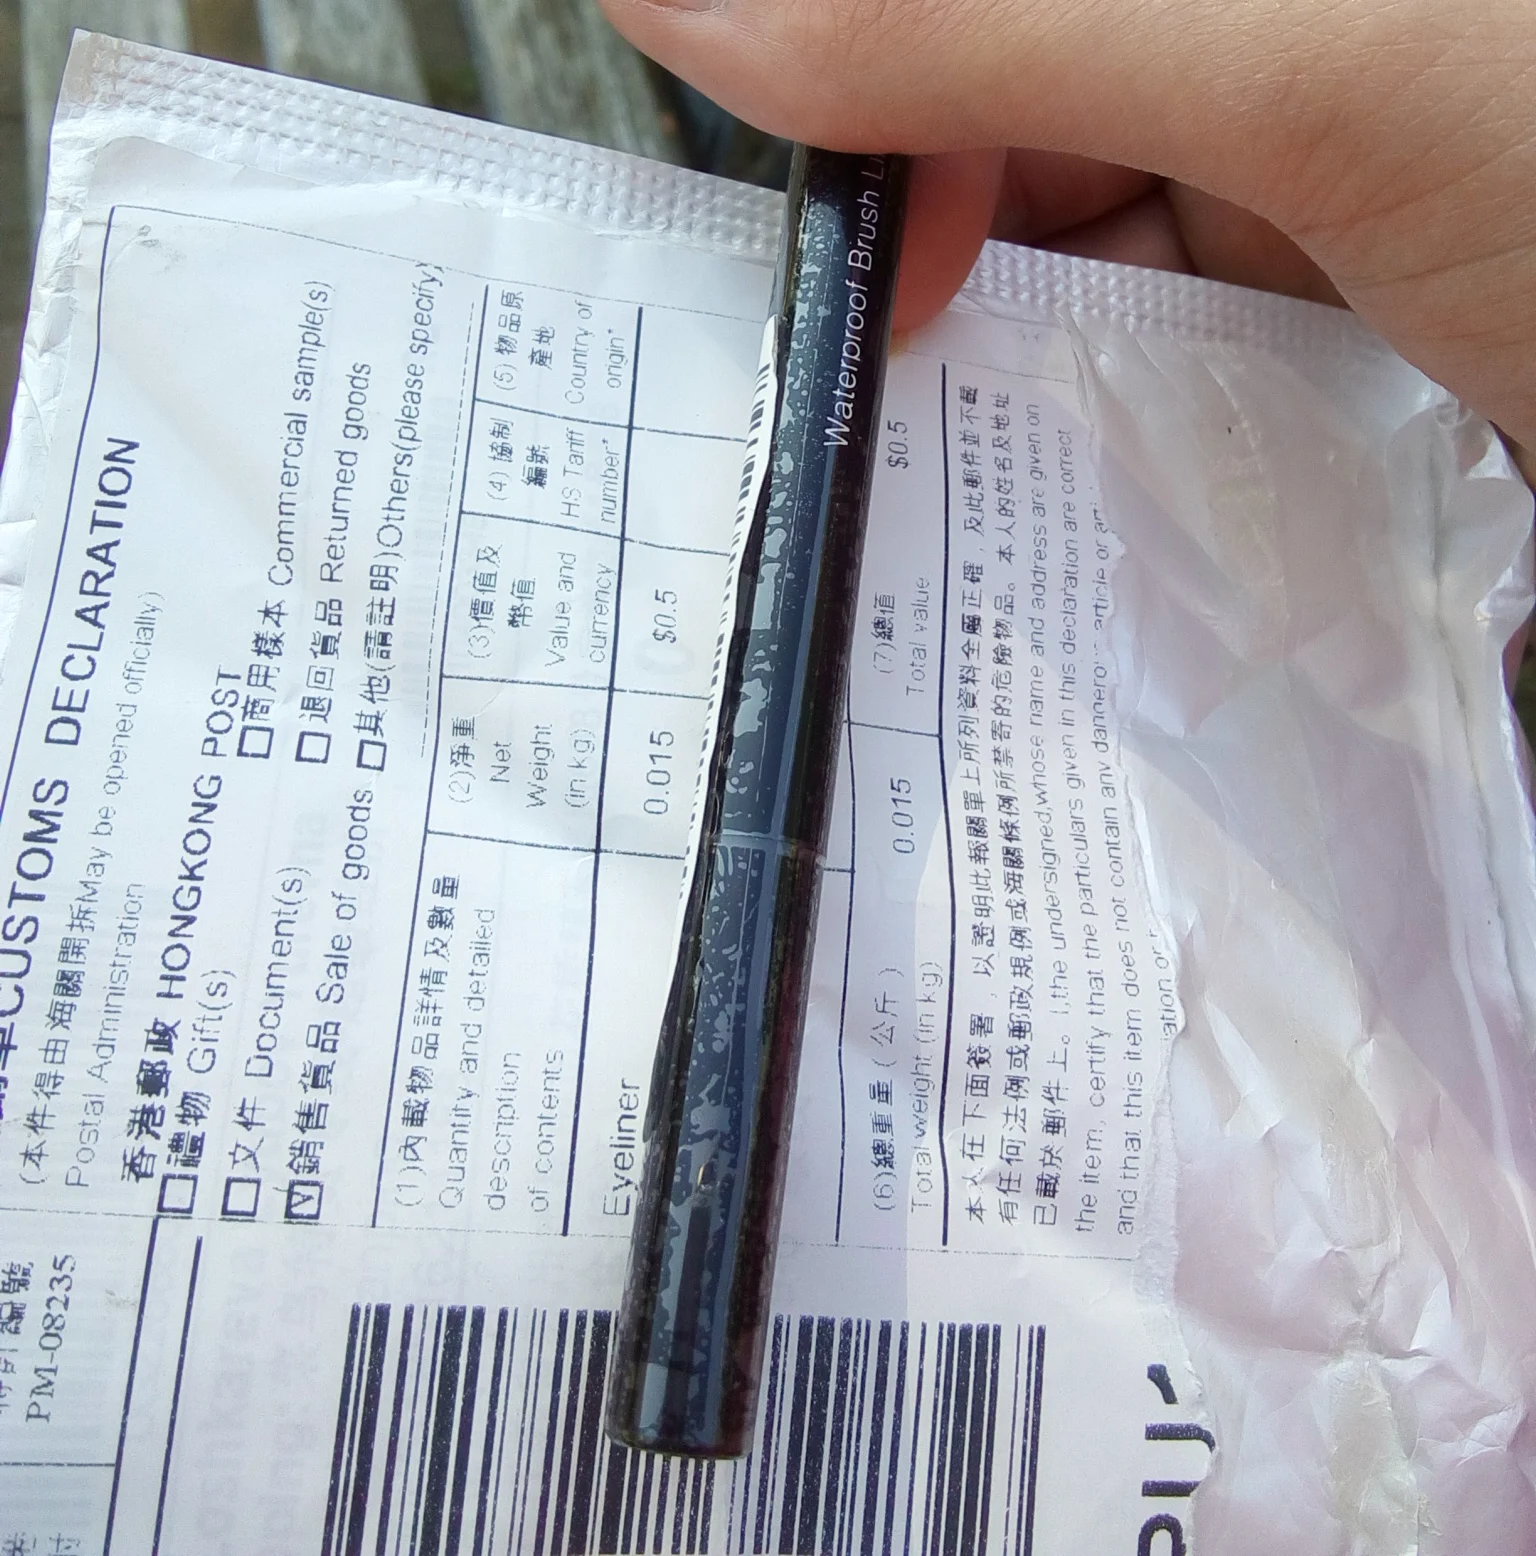 CUSTOMS DECLARATION
(本件得由海關開拆May be opened officially)
Postal Administration
香港郵政 HONGKONG POST
禮物 Gift(s)
商用樣本 Commercial sample(s)
文件 Document(s)
退回貨品 Returned goods
銷售貨品 Sale of goods
其他(請註明)Others(please specify)
(1)內載物品詳情及數量
Quantity and detailed
description
of contents
(2)淨重
Net
Weight
(in kg)
(3)價值及
幣值
Value and
currency
(4)協制
編號
HS Tariff
number*
(5)物品原
產地
Country of
origin*
Eyeliner
0.015
$0.5
(6)總重量(公斤)
Total weight (in kg)
0.015
(7)總值
Total value
$0.5
本人在下面簽署,以證明此報關單上所列資料全屬正確,及此郵件並不載
有任何法例或郵政規例或海關條例所禁寄的危險物品。本人的姓名及地址
已載於郵件上。I,the undersigned,whose name and address are given on
the item, certify that the particulars given in this declaration are correct
and that this item does not contain any dangerous article or
ation or
PM-08235
Waterproof Brush